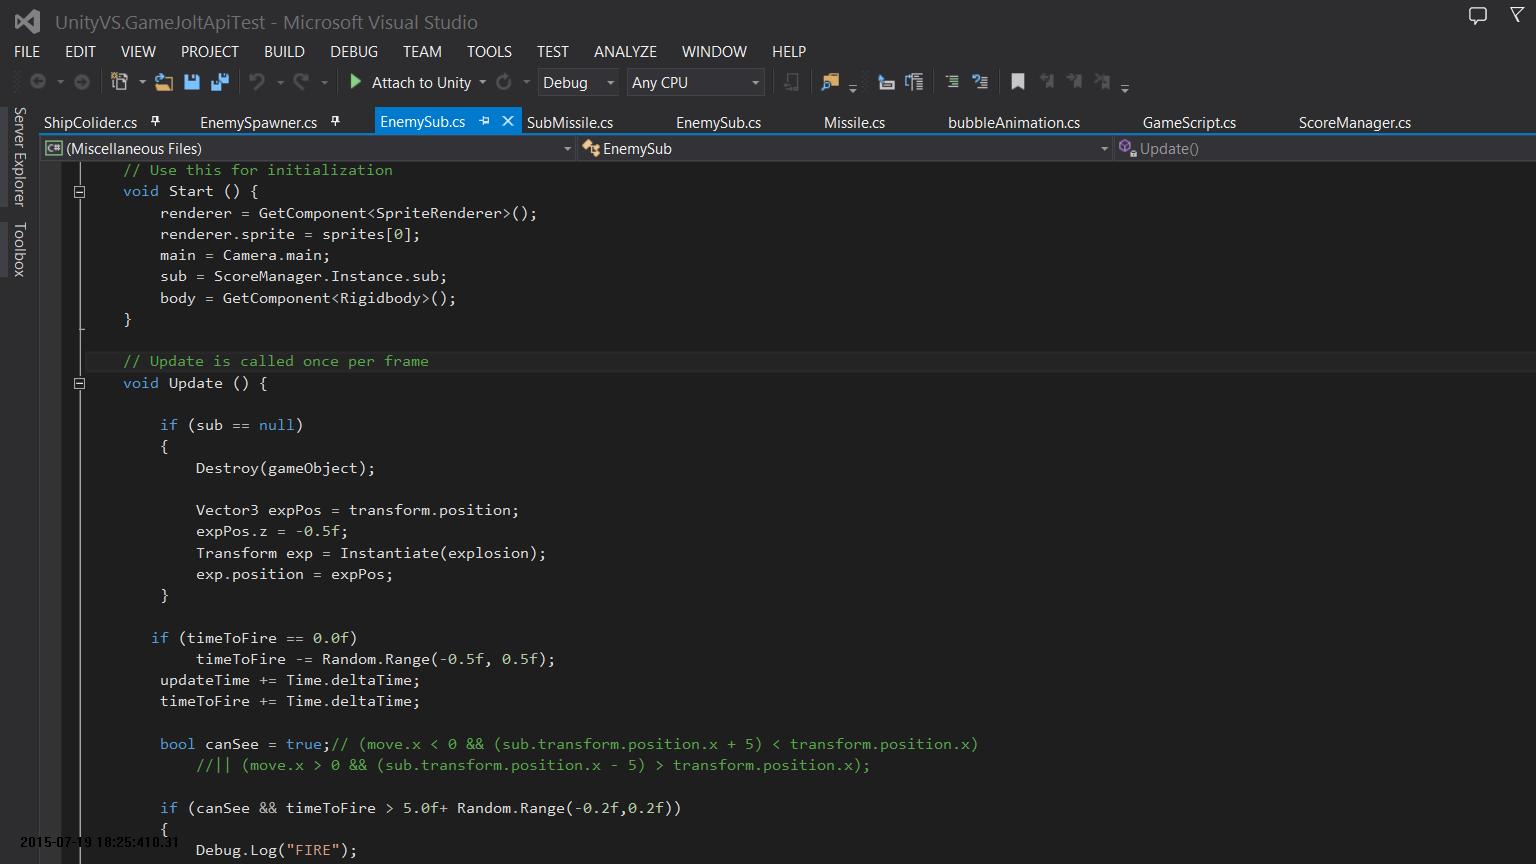 UnityVS.GameJoltApiTest - Microsoft Visual Studio
FILE EDIT VIEW PROJECT BUILD DEBUG TEAM TOOLS TEST ANALYZE WINDOW HELP
Attach to Unity Debug Any CPU
Server Explorer
Toolbox
ShipColider.cs EnemySpawner.cs EnemySub.cs SubMissile.cs EnemySub.cs Missile.cs bubbleAnimation.cs GameScript.cs ScoreManager.cs
C# (Miscellaneous Files) EnemySub Update()
// Use this for initialization
void Start () {
renderer = GetComponent<SpriteRenderer>();
renderer.sprite = sprites[0];
main = Camera.main;
sub = ScoreManager.Instance.sub;
body = GetComponent<Rigidbody>();
}
// Update is called once per frame
void Update () {
if (sub == null)
{
Destroy(gameObject);
Vector3 expPos = transform.position;
expPos.z = -0.5f;
Transform exp = Instantiate(explosion);
exp.position = expPos;
}
if (timeToFire == 0.0f)
timeToFire -= Random.Range(-0.5f, 0.5f);
updateTime += Time.deltaTime;
timeToFire += Time.deltaTime;
bool canSee = true;// (move.x < 0 && (sub.transform.position.x + 5) < transform.position.x)
//|| (move.x > 0 && (sub.transform.position.x - 5) > transform.position.x);
if (canSee && timeToFire > 5.0f+ Random.Range(-0.2f,0.2f))
{
2015-07-19 18:25:410.31
Debug.Log("FIRE");